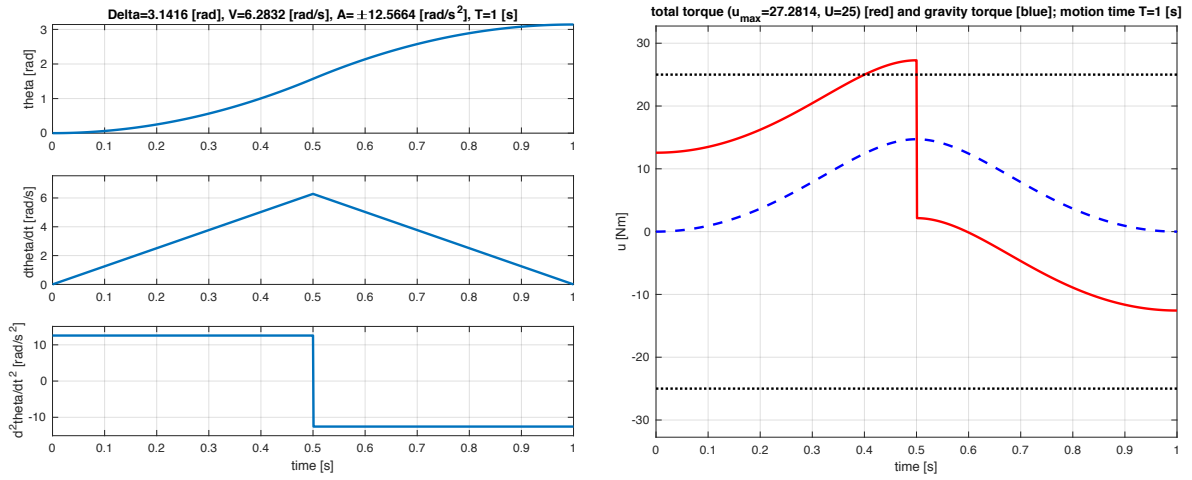 Delta=3.1416 [rad], V=6.2832 [rad/s], A= ±12.5664 [rad/s²], T=1 [s]
3
2
1
0
theta [rad]
0 0.1 0.2 0.3 0.4 0.5 0.6 0.7 0.8 0.9 1
6
4
2
0
dtheta/dt [rad/s]
0 0.1 0.2 0.3 0.4 0.5 0.6 0.7 0.8 0.9 1
10
0
-10
d²theta/dt² [rad/s²]
0 0.1 0.2 0.3 0.4 0.5 0.6 0.7 0.8 0.9 1
time [s]
total torque (u_max=27.2814, U=25) [red] and gravity torque [blue]; motion time T=1 [s]
30
20
10
0
-10
-20
-30
u [Nm]
0 0.1 0.2 0.3 0.4 0.5 0.6 0.7 0.8 0.9 1
time [s]